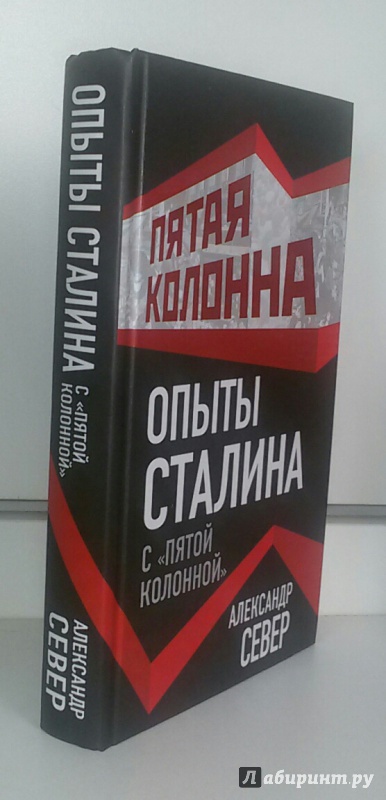 ОПЫТЫ СТАЛИНА
С «ПЯТОЙ
КОЛОННОЙ»
АЛЕКСАНДР
СЕВЕР
ПЯТАЯ
КОЛОННА
ОПЫТЫ
СТАЛИНА
С «ПЯТОЙ
КОЛОННОЙ»
АЛЕКСАНДР
СЕВЕР
Лабиринт.ру